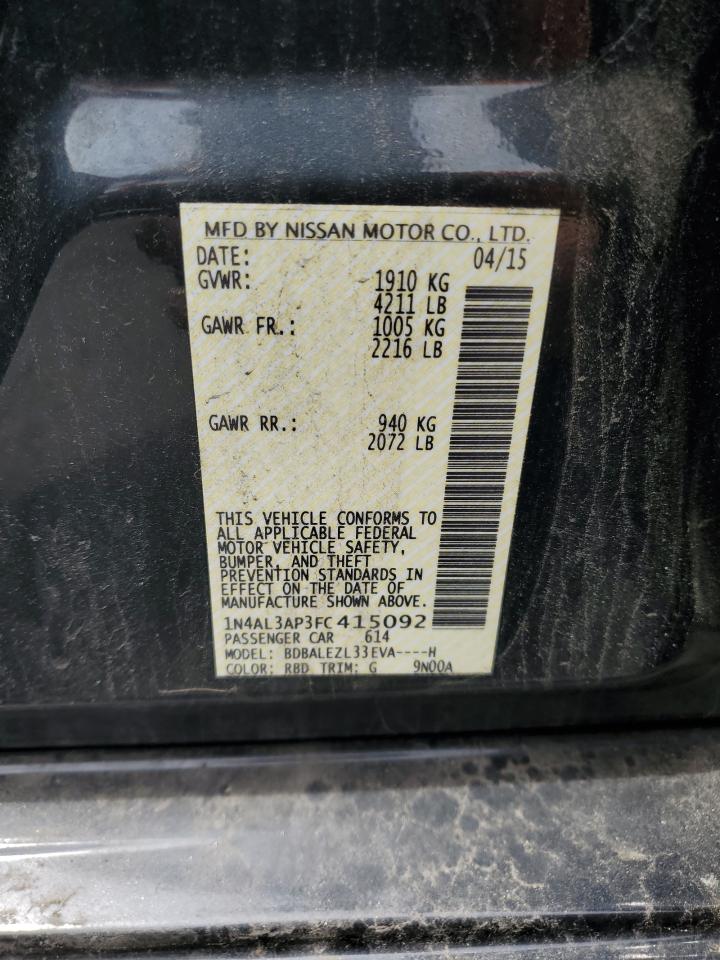 MFD BY NISSAN MOTOR CO., LTD.
DATE: 04/15
GVWR: 1910 KG
4211 LB
GAWR FR.: 1005 KG
2216 LB
GAWR RR.: 940 KG
2072 LB
THIS VEHICLE CONFORMS TO
ALL APPLICABLE FEDERAL
MOTOR VEHICLE SAFETY,
BUMPER, AND THEFT
PREVENTION STANDARDS IN
EFFECT ON THE DATE OF
MANUFACTURE SHOWN ABOVE.
1N4AL3AP3FC415092
PASSENGER CAR 614
MODEL: BDBALEZL33EVA----H
COLOR: RBD TRIM: G 9N00A